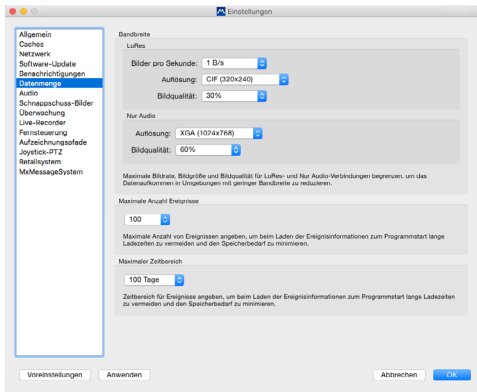 Einstellungen
Allgemein
Caches
Netzwerk
Software-Update
Benachrichtigungen
Datenmenge
Audio
Schnappschuss-Bilder
Überwachung
Live-Recorder
Fernsteuerung
Aufzeichnungspfade
Joystick-PTZ
Retailsystem
MxMessageSystem
Bandbreite
LoRes
Bilder pro Sekunde: 1 B/s
Auflösung: CIF (320x240)
Bildqualität: 30%
Nur Audio
Auflösung: XGA (1024x768)
Bildqualität: 60%
Maximale Bildrate, Bildgröße und Bildqualität für LoRes- und Nur Audio-Verbindungen begrenzen, um das
Datenaufkommen in Umgebungen mit geringer Bandbreite zu reduzieren.
Maximale Anzahl Ereignisse
100
Maximale Anzahl von Ereignissen angeben, um beim Laden der Ereignisinformationen zum Programmstart lange
Ladezeiten zu vermeiden und den Speicherbedarf zu minimieren.
Maximaler Zeitbereich
100 Tage
Zeitbereich für Ereignisse angeben, um beim Laden der Ereignisinformationen zum Programmstart lange Ladezeiten
zu vermeiden und den Speicherbedarf zu minimieren.
Voreinstellungen Anwenden Abbrechen OK